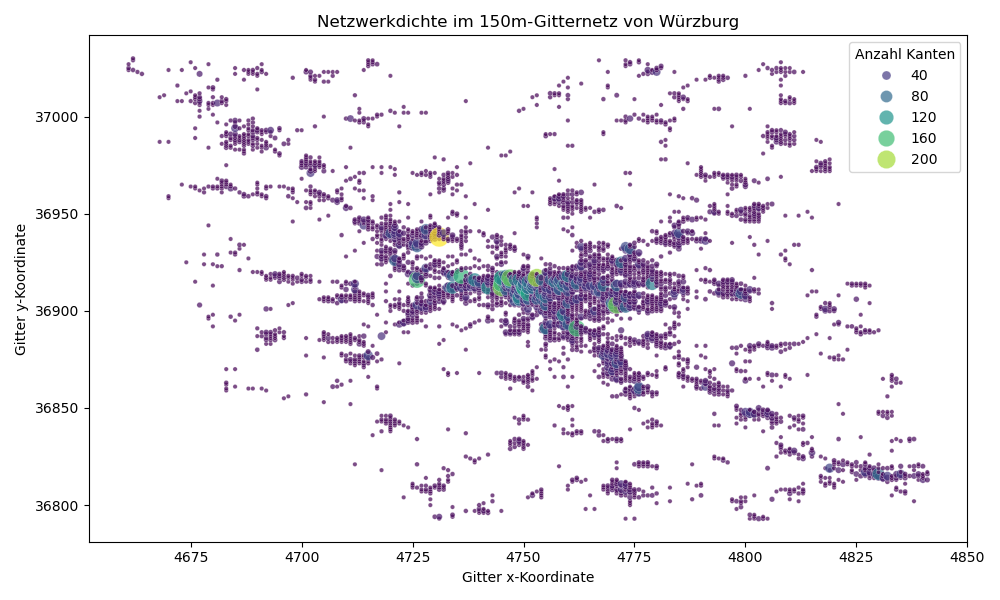 Netzwerkdichte im 150m-Gitternetz von Würzburg
Anzahl Kanten
40
80
120
160
200
Gitter y-Koordinate
37000
36950
36900
36850
36800
4675 4700 4725 4750 4775 4800 4825 4850
Gitter x-Koordinate